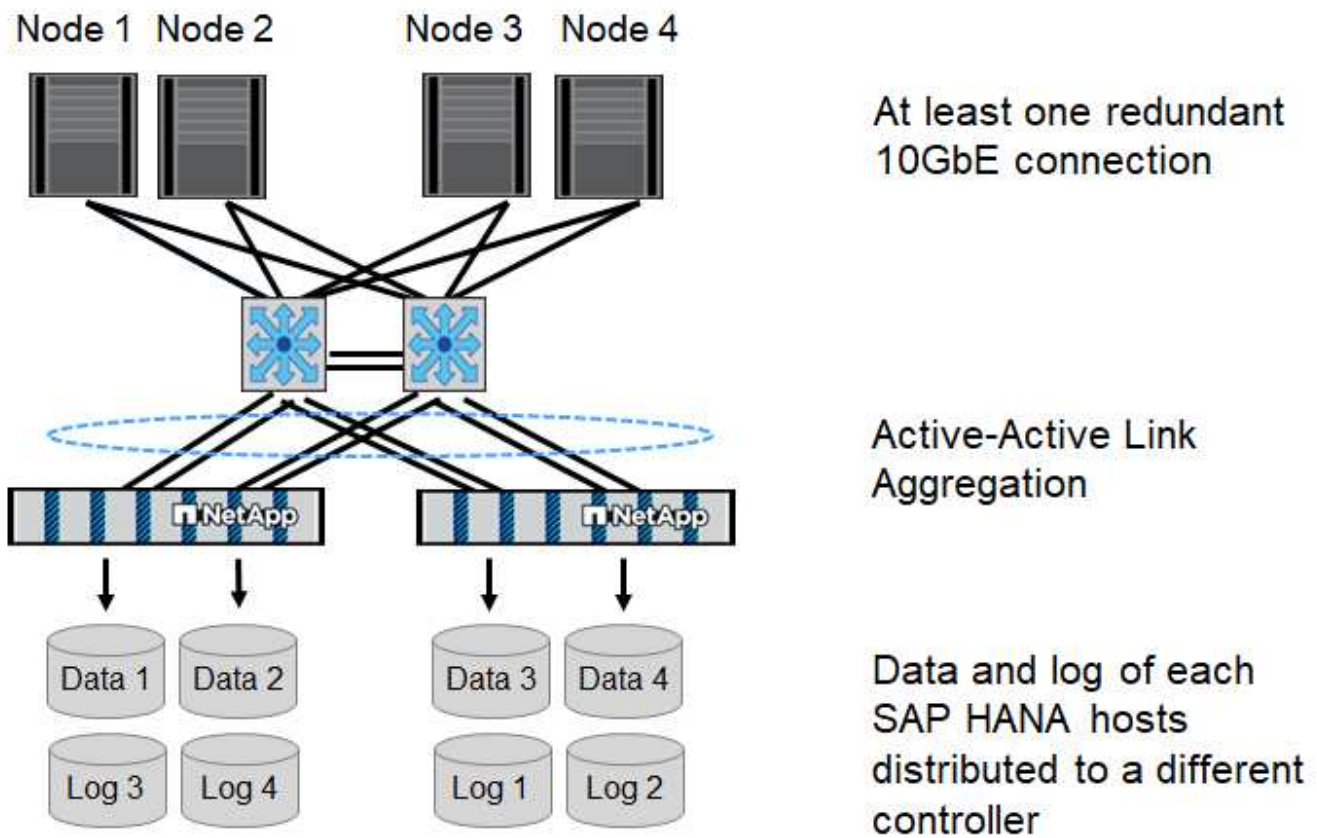 Node 1 Node 2 Node 3 Node 4
At least one redundant
10GbE connection
Active-Active Link
Aggregation
NetApp NetApp
Data 1 Data 2 Data 3 Data 4
Log 3 Log 4 Log 1 Log 2
Data and log of each
SAP HANA hosts
distributed to a different
controller